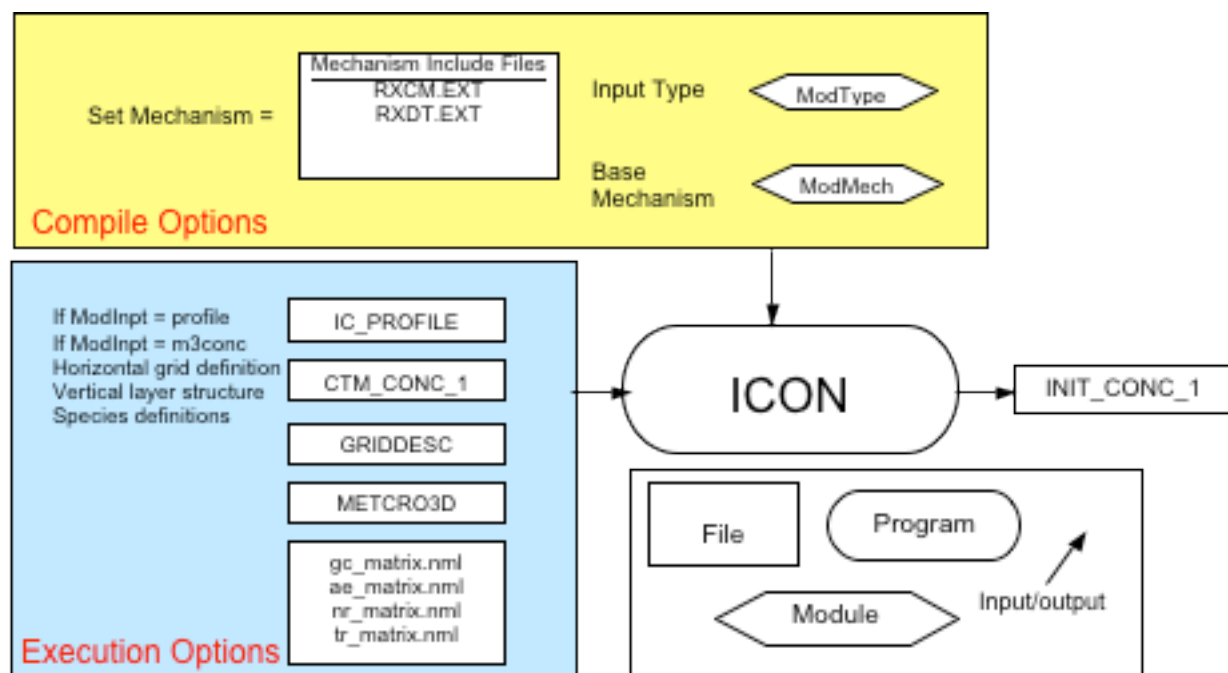 Mechanism Include Files
RXCM.EXT
RXDT.EXT
Set Mechanism =
Input Type
ModType
Base
Mechanism
ModMech
Compile Options
If ModInpt = profile
If ModInpt = m3conc
Horizontal grid definition
Vertical layer structure
Species definitions
IC_PROFILE
CTM_CONC_1
GRIDDESC
METCRO3D
gc_matrix.nml
ae_matrix.nml
nr_matrix.nml
tr_matrix.nml
Execution Options
ICON
INIT_CONC_1
File
Program
Module
Input/output